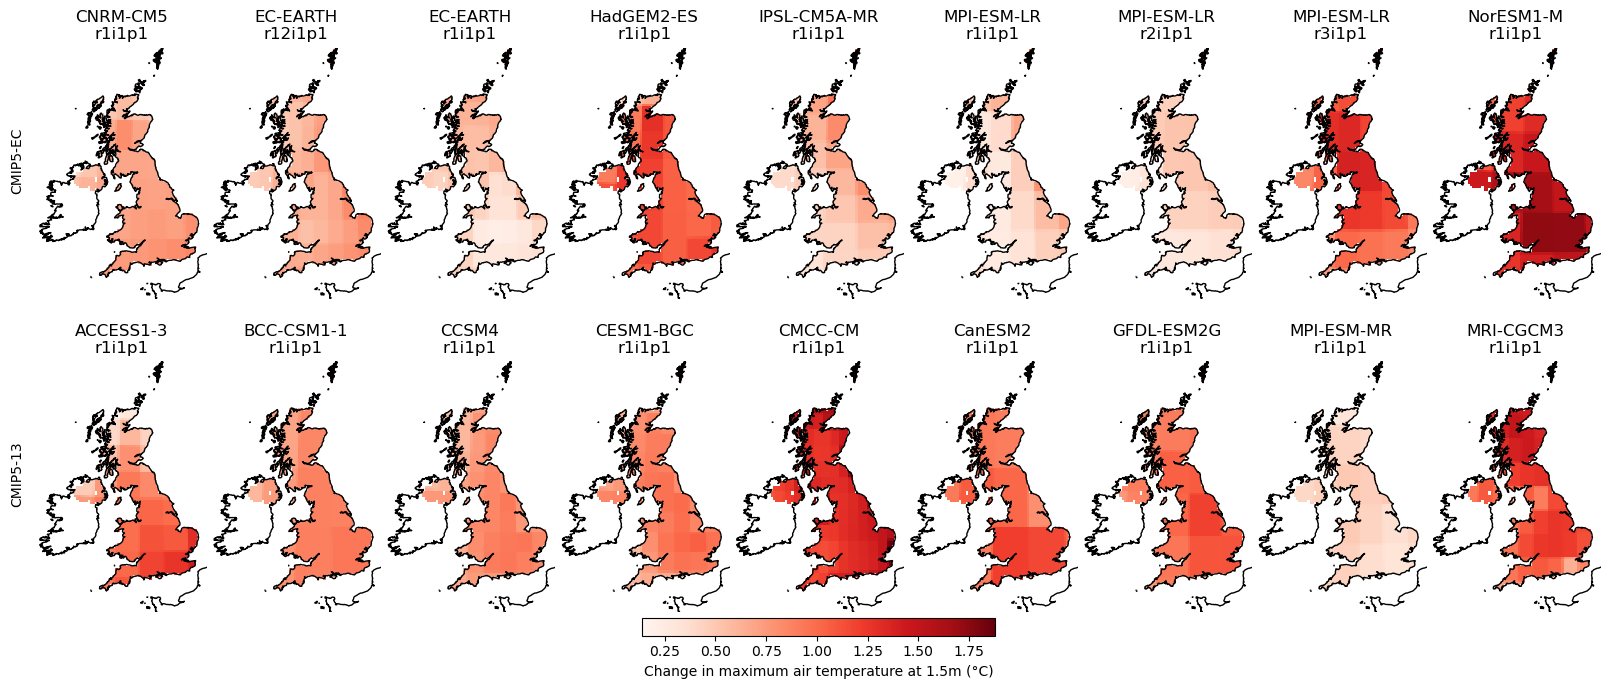 CNRM-CM5 EC-EARTH EC-EARTH HadGEM2-ES IPSL-CM5A-MR MPI-ESM-LR MPI-ESM-LR MPI-ESM-LR NorESM1-M
r1i1p1 r12i1p1 r1i1p1 r1i1p1 r1i1p1 r1i1p1 r2i1p1 r3i1p1 r1i1p1
CMIP5-EC
ACCESS1-3 BCC-CSM1-1 CCSM4 CESM1-BGC CMCC-CM CanESM2 GFDL-ESM2G MPI-ESM-MR MRI-CGCM3
r1i1p1 r1i1p1 r1i1p1 r1i1p1 r1i1p1 r1i1p1 r1i1p1 r1i1p1 r1i1p1
CMIP5-13
0.25 0.50 0.75 1.00 1.25 1.50 1.75
Change in maximum air temperature at 1.5m (°C)